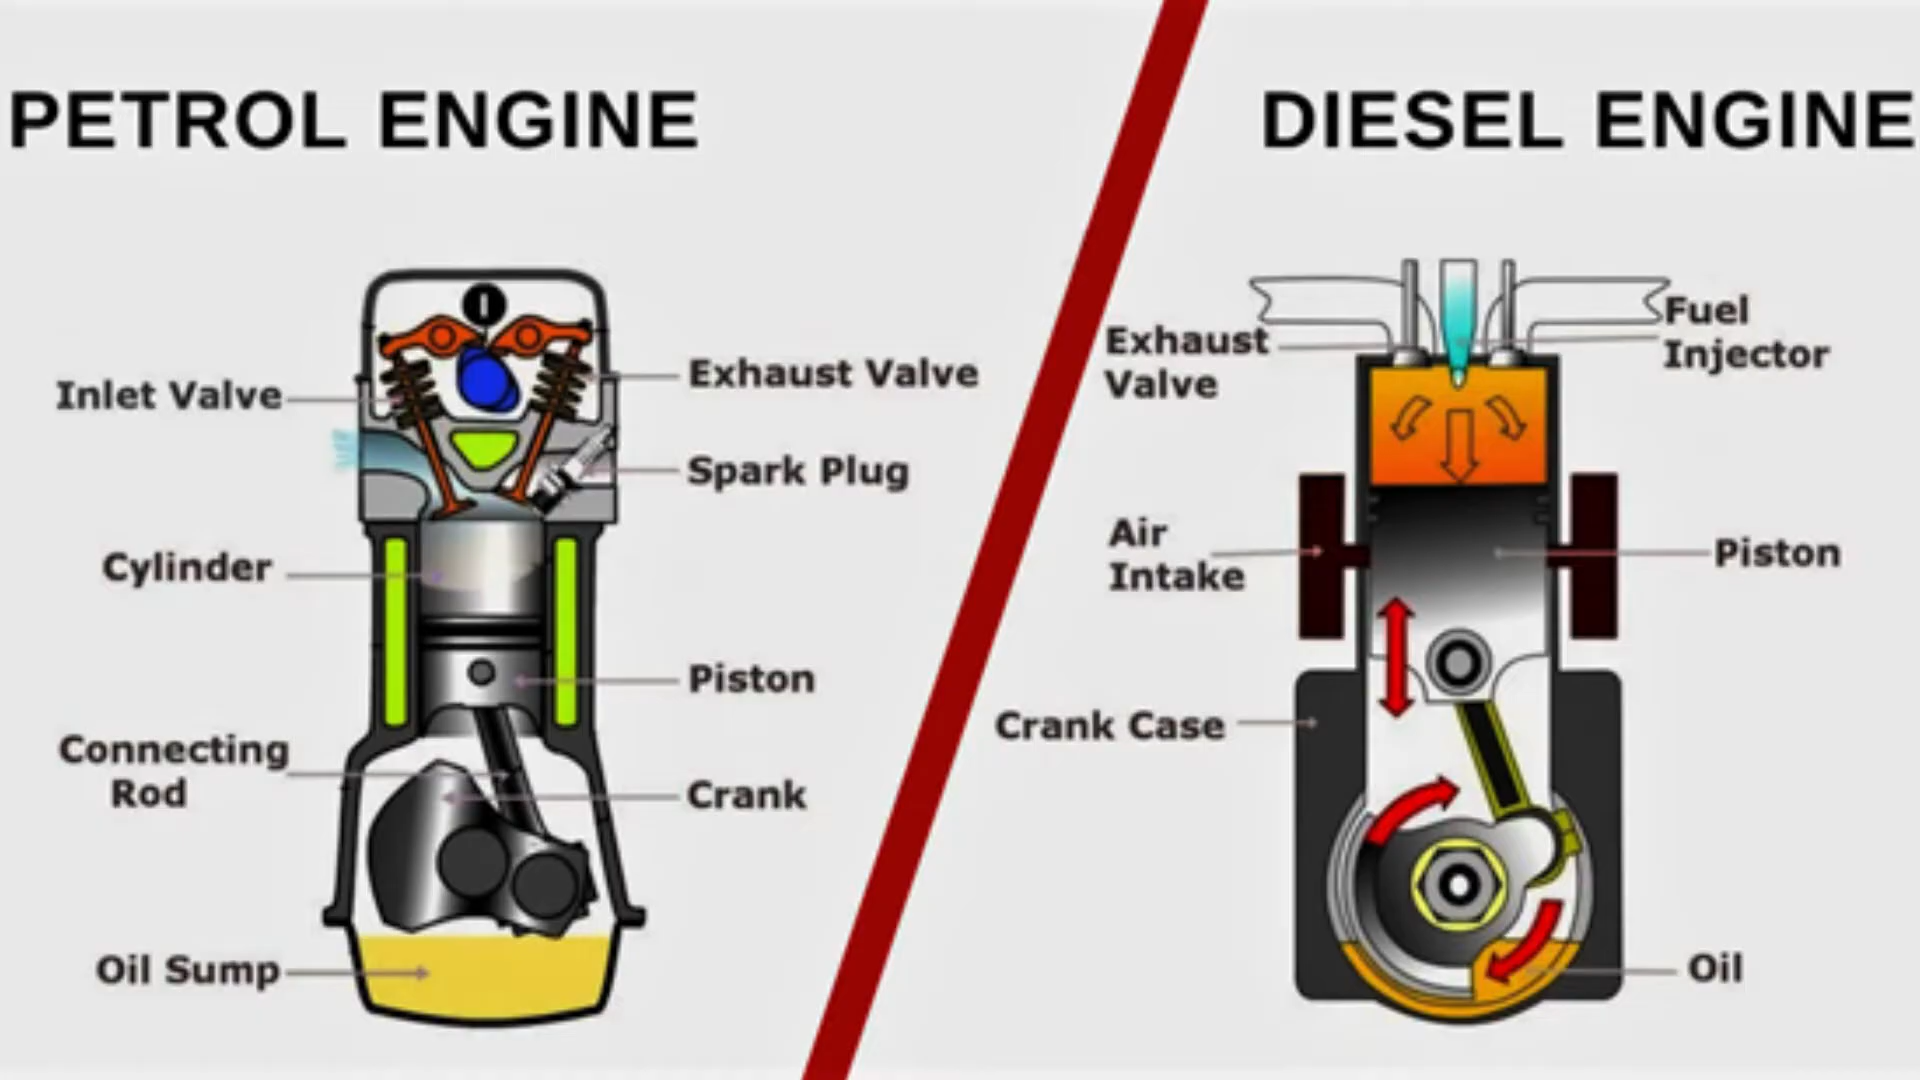 PETROL ENGINE
Inlet Valve
Exhaust Valve
Spark Plug
Cylinder
Piston
Connecting
Rod
Crank
Oil Sump
DIESEL ENGINE
Exhaust
Valve
Fuel
Injector
Air
Intake
Piston
Crank Case
Oil